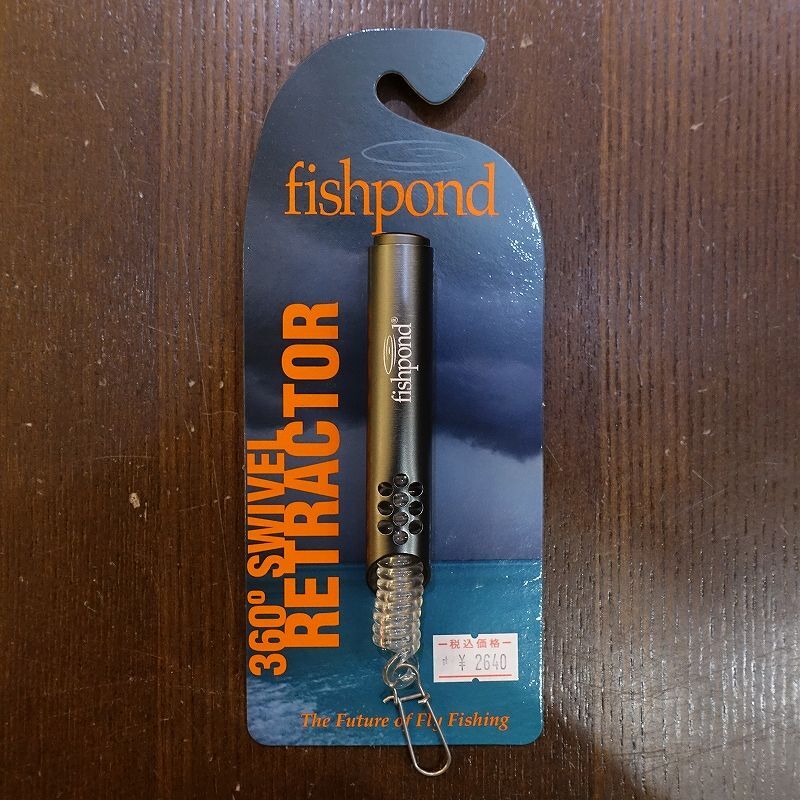 fishpond
fishpond®
360° SWIVEL
RETRACTOR
税込価格
¥ 2640
The Future of Fly Fishing